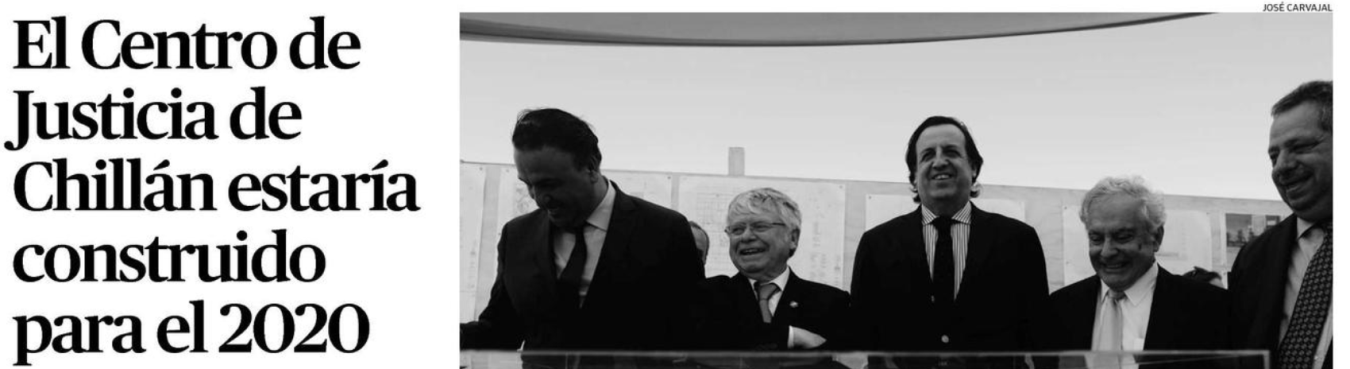 El Centro de
Justicia de
Chillán estaría
construido
para el 2020
JOSÉ CARVAJAL